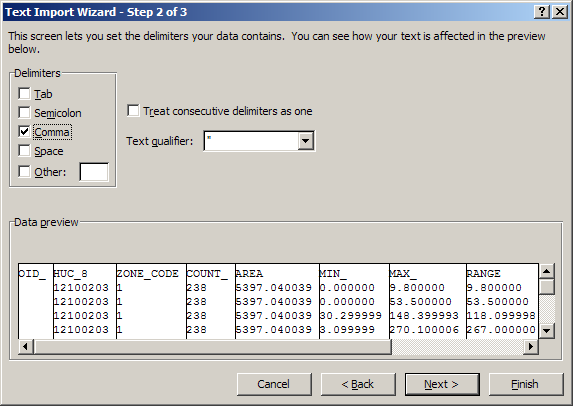 Text Import Wizard - Step 2 of 3
This screen lets you set the delimiters your data contains. You can see how your text is affected in the preview
below.
Delimiters
Tab
Semicolon
Comma
Space
Other:
Treat consecutive delimiters as one
Text qualifier: "
Data preview
OID_ HUC_8 ZONE_CODE COUNT_ AREA MIN_ MAX_ RANGE
12100203 1 238 5397.040039 0.000000 9.800000 9.800000
12100203 1 238 5397.040039 0.000000 53.500000 53.500000
12100203 1 238 5397.040039 30.299999 148.399993 118.099998
12100203 1 238 5397.040039 3.099999 270.100006 267.000000
Cancel < Back Next > Finish